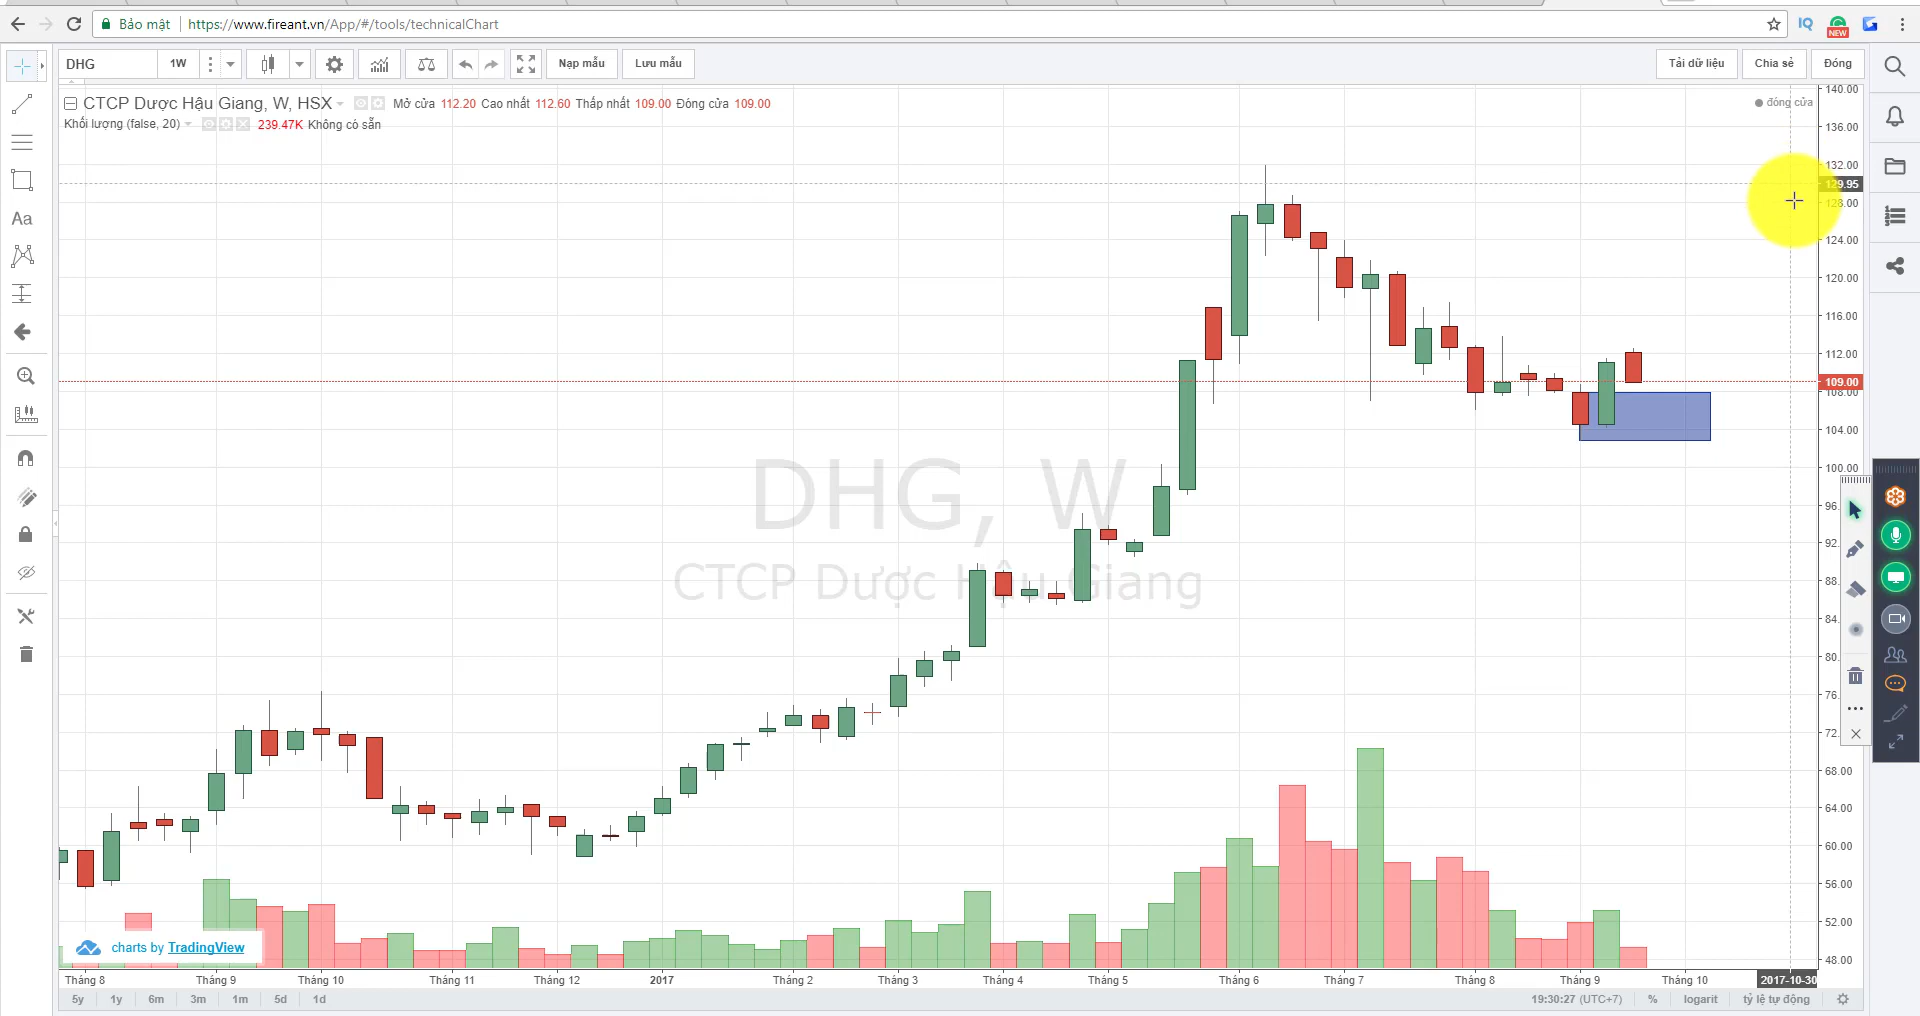 Bảo mật https://www.fireant.vn/App/#/tools/technicalChart
IQ
NEW
DHG 1W Nạp mẫu Lưu mẫu Tải dữ liệu Chia sẻ Đóng
CTCP Dược Hậu Giang, W, HSX Mở cửa 112.20 Cao nhất 112.60 Thấp nhất 109.00 Đóng cửa 109.00
Khối lượng (false, 20) 239.47K Không có sẵn
đóng cửa
Aa
140.00
136.00
132.00
129.95
128.00
124.00
120.00
116.00
112.00
109.00
108.00
104.00
100.00
96.
92.
88.
84.
80.
76.
72.
68.00
64.00
60.00
56.00
52.00
48.00
DHG, W
CTCP Dược Hậu Giang
charts by TradingView
Tháng 8 Tháng 9 Tháng 10 Tháng 11 Tháng 12 2017 Tháng 2 Tháng 3 Tháng 4 Tháng 5 Tháng 6 Tháng 7 Tháng 8 Tháng 9 Tháng 10 2017-10-30
5y 1y 6m 3m 1m 5d 1d 19:30:27 (UTC+7) % logarit tỷ lệ tự động